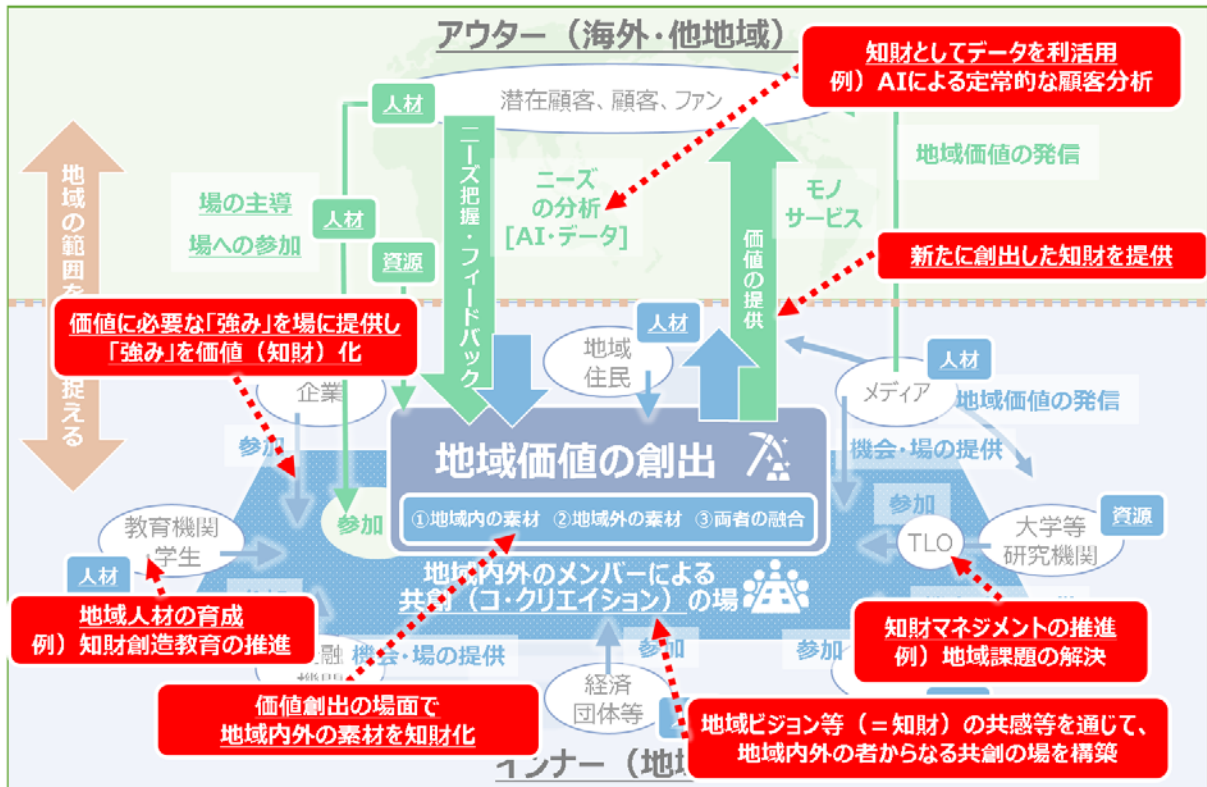 アウター（海外・他地域）
知財としてデータを利活用
例）AIによる定常的な顧客分析
潜在顧客、顧客、ファン
人材
地域価値の発信
ニーズ把握・フィードバック
ニーズ
の分析
[AI・データ]
モノ
サービス
価値の提供
場の主導
場への参加
人材
資源
新たに創出した知財を提供
地域の範囲を
捉える
価値に必要な「強み」を場に提供し
「強み」を価値（知財）化
人材
地域
住民
人材
企業
メディア
地域価値の発信
参加
機会・場の提供
地域価値の創出
①地域内の素材 ②地域外の素材 ③両者の融合
参加
参加
教育機関
・学生
TLO
大学等
研究機関
資源
人材
地域内外のメンバーによる
共創（コ・クリエイション）の場
地域人材の育成
例）知財創造教育の推進
知財マネジメントの推進
例）地域課題の解決
機会・場の提供
参加
参加
経済
団体等
価値創出の場面で
地域内外の素材を知財化
地域ビジョン等（＝知財）の共感等を通じて、
地域内外の者からなる共創の場を構築
インナー（地域